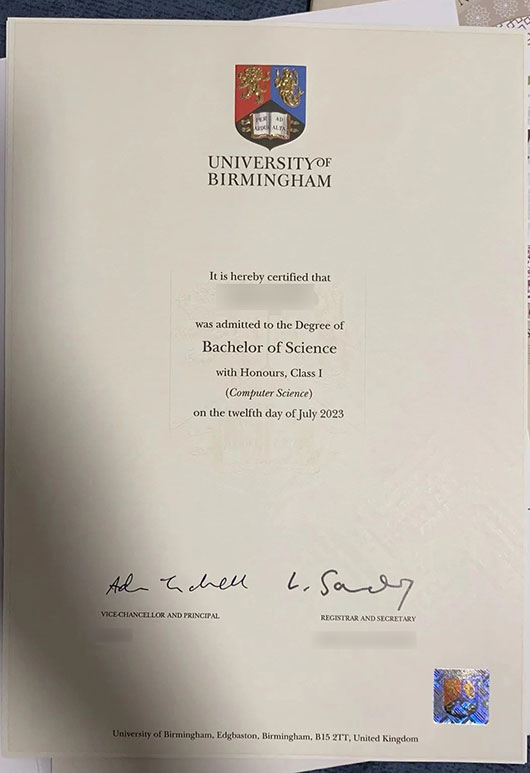 PER AD
ARDUA ALTA
UNIVERSITY OF
BIRMINGHAM
It is hereby certified that
was admitted to the Degree of
Bachelor of Science
with Honours, Class I
(Computer Science)
on the twelfth day of July 2023
VICE-CHANCELLOR AND PRINCIPAL
REGISTRAR AND SECRETARY
University of Birmingham, Edgbaston, Birmingham, B15 2TT, United Kingdom